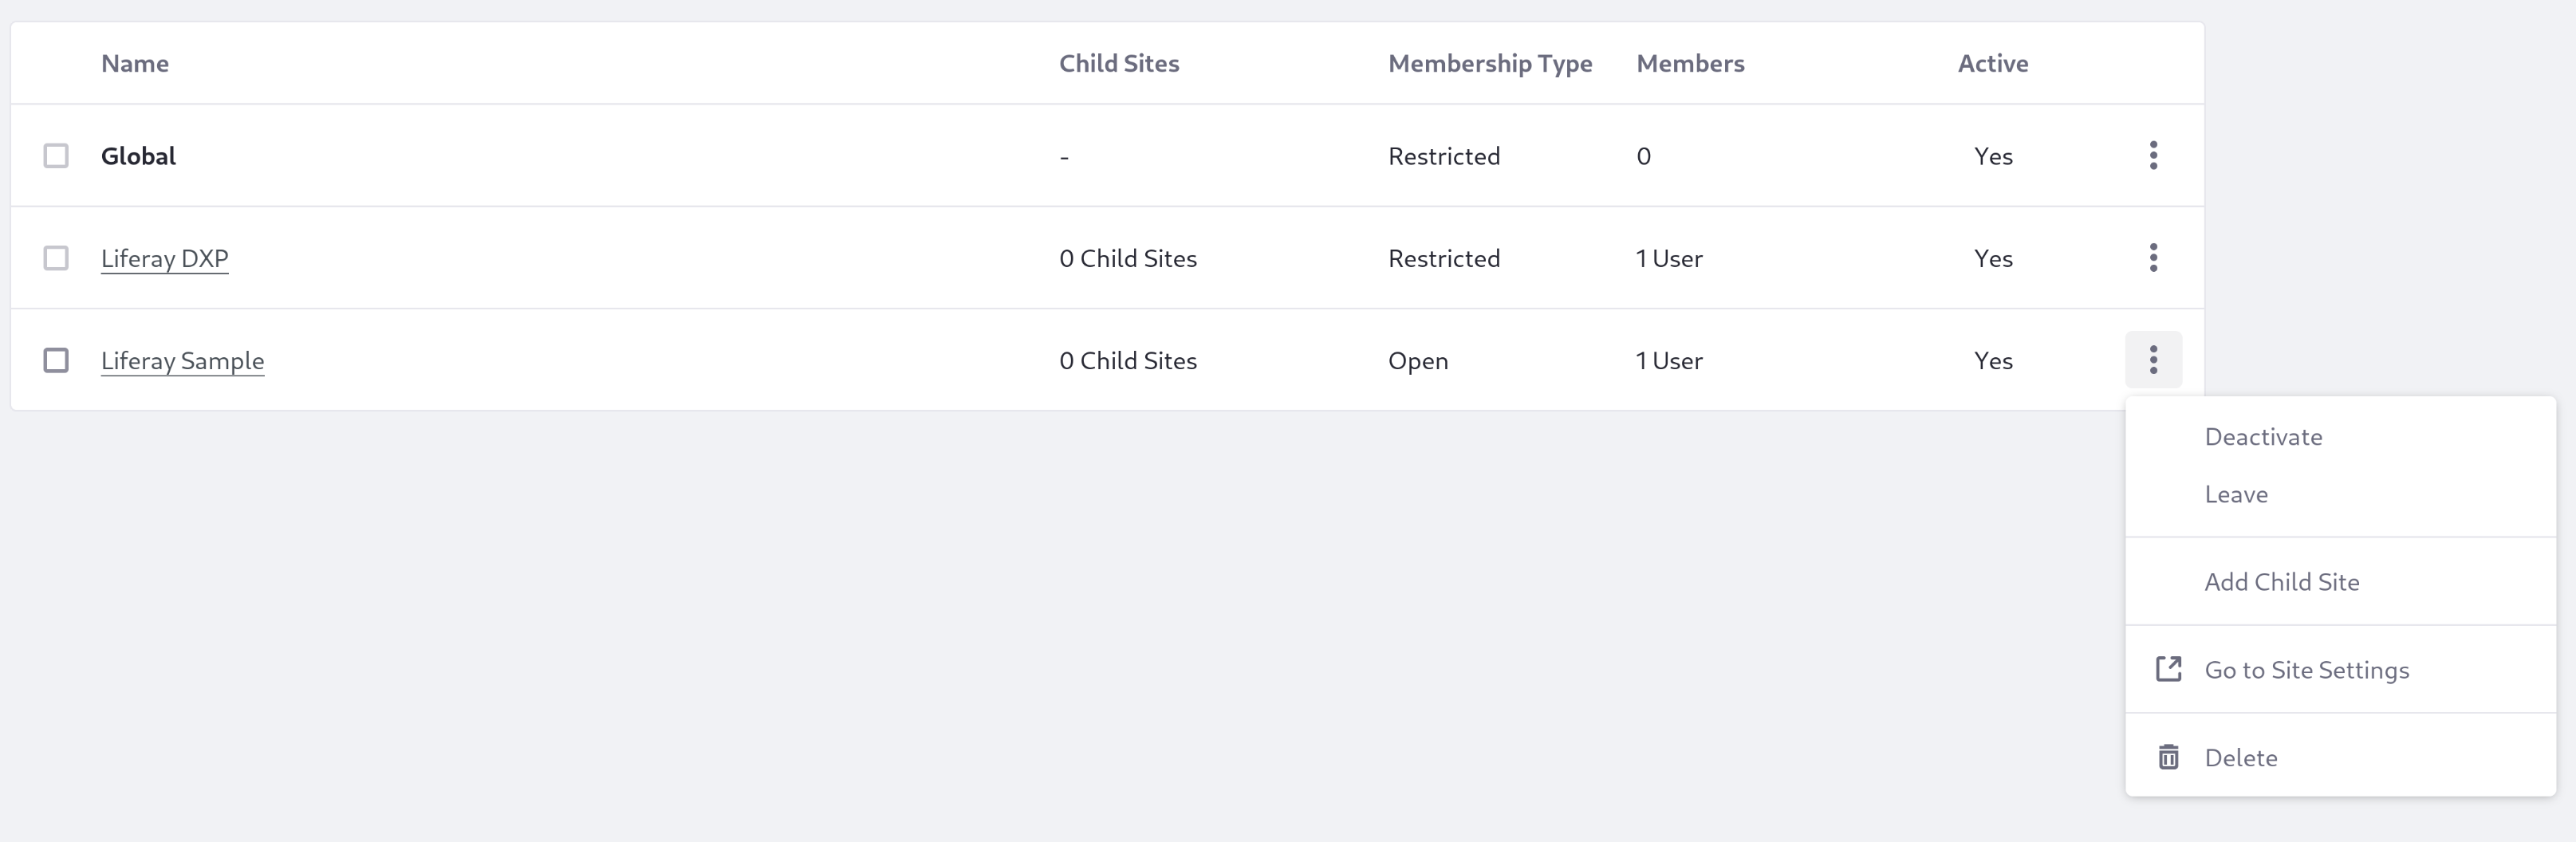 Name Child Sites Membership Type Members Active
Global - Restricted 0 Yes
Liferay DXP 0 Child Sites Restricted 1 User Yes
Liferay Sample 0 Child Sites Open 1 User Yes
Deactivate
Leave
Add Child Site
Go to Site Settings
Delete